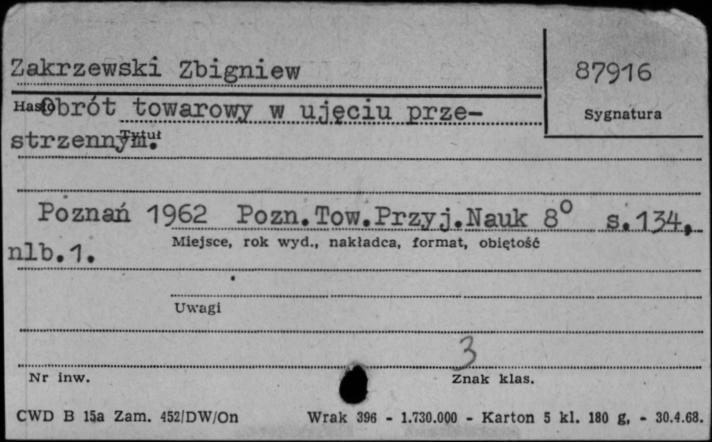 Zakrzewski Zbigniew
87916
Hasło
Sygnatura
Obrót towarowy w ujęciu prze-
strzennym.
Tytuł
Poznań 1962 Pozn.Tow.Przyj.Nauk 8° s.134,
Miejsce, rok wyd., nakładca, format, obiętość
nlb.1.
Uwagi
3
Nr inw.
Znak klas.
CWD B 15a Zam. 452/DW/On Wrak 396 - 1.730.000 - Karton 5 kl. 180 g, - 30.4.68.